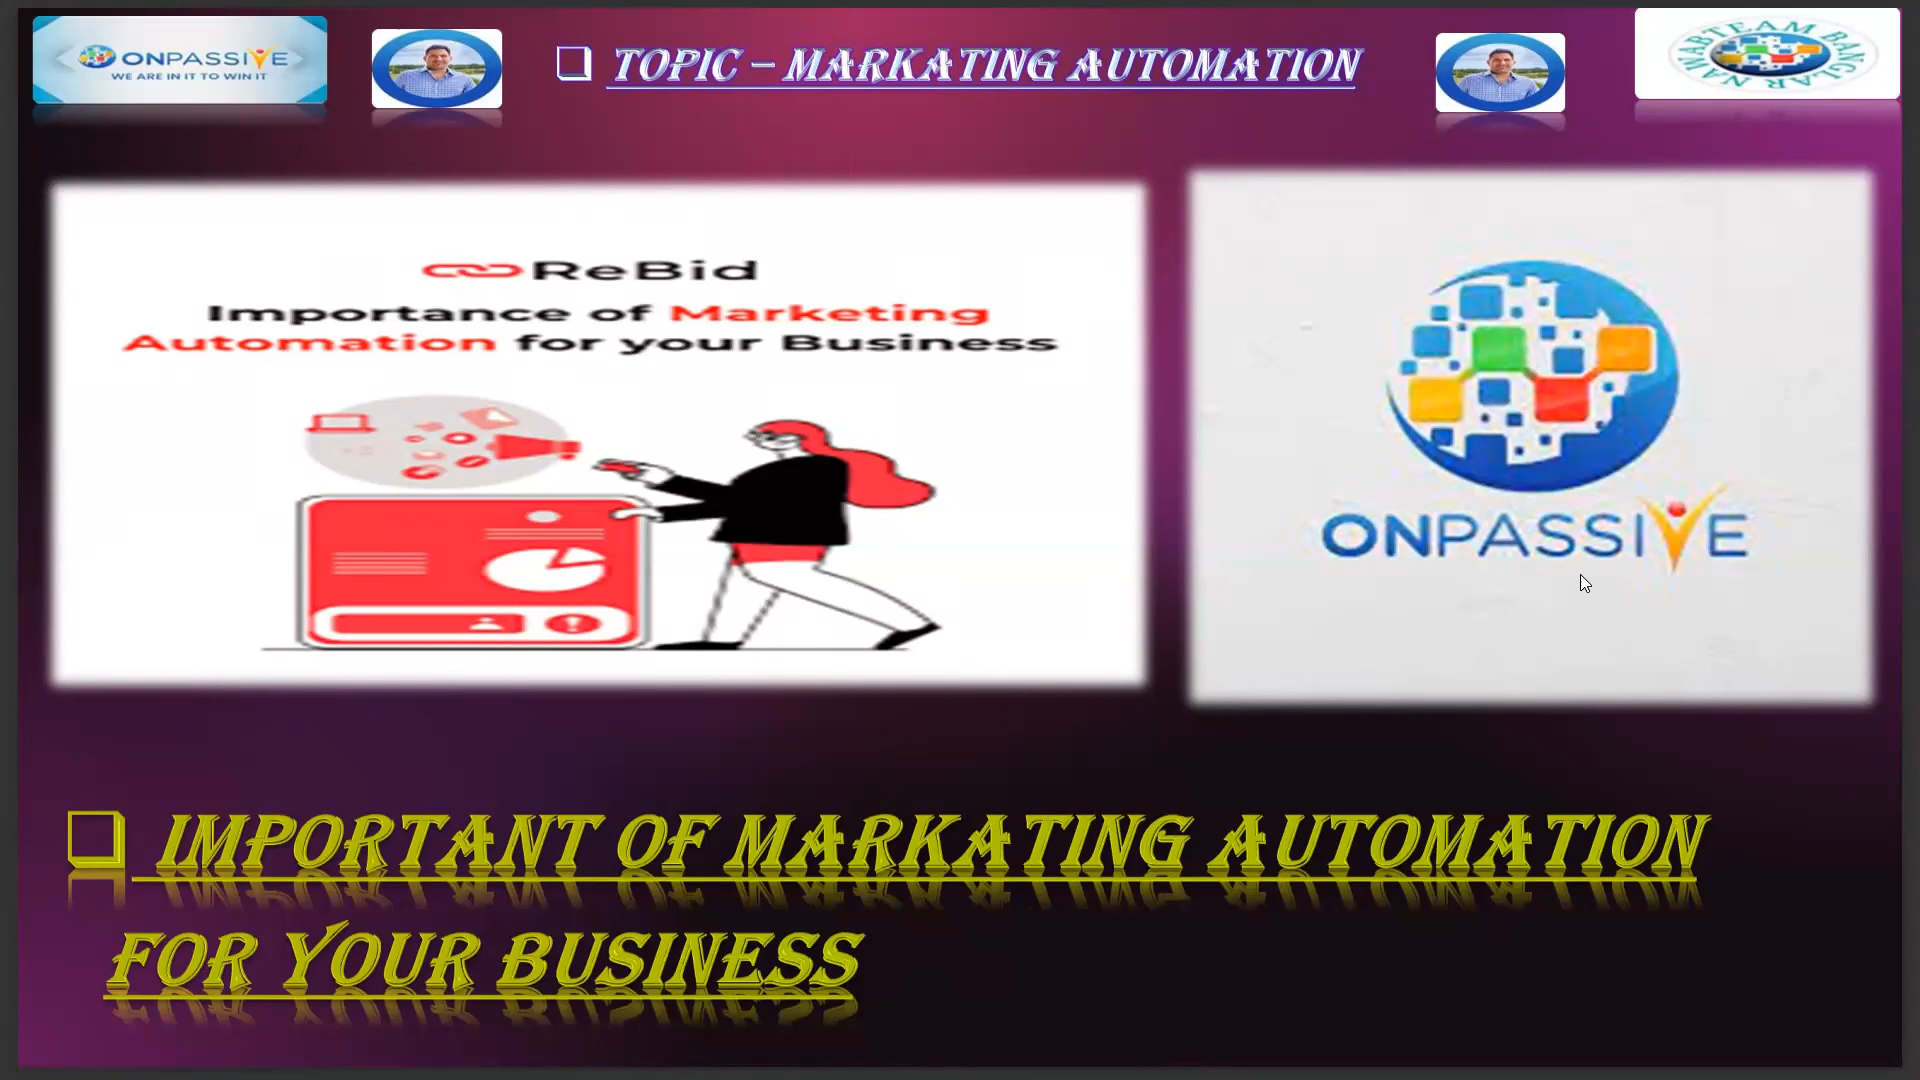 ONPASSIVE
WE ARE IN IT TO WIN IT
TOPIC – MARKATING AUTOMATION
NAWABTEAM BANGLAR
ReBid
Importance of Marketing
Automation for your Business
ONPASSIVE
IMPORTANT OF MARKATING AUTOMATION
FOR YOUR BUSINESS